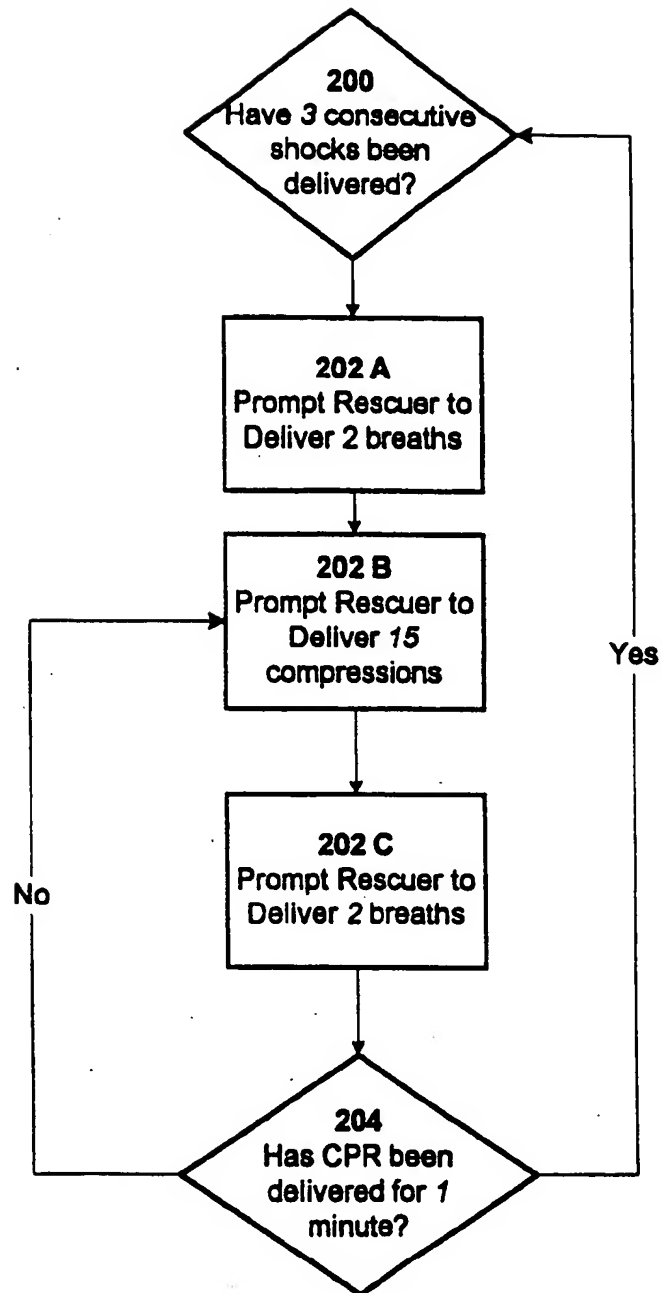 200
Have 3 consecutive
shocks been
delivered?
202 A
Prompt Rescuer to
Deliver 2 breaths
202 B
Prompt Rescuer to
Deliver 15
compressions
Yes
202 C
Prompt Rescuer to
Deliver 2 breaths
No
204
Has CPR been
delivered for 1
minute?